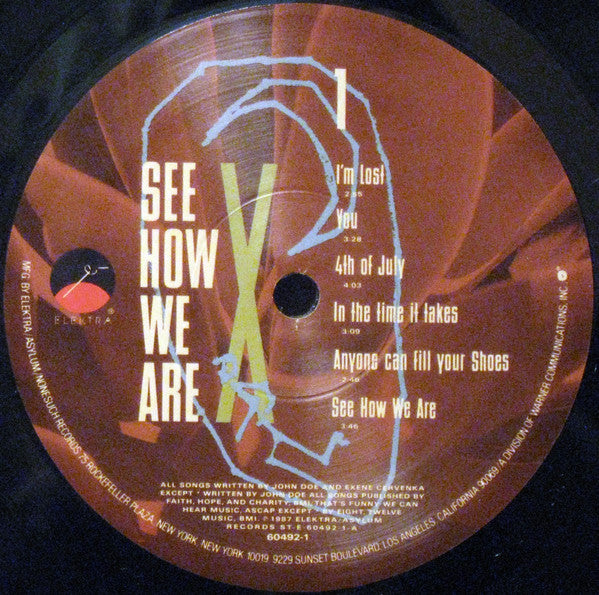 1
SEE
HOW
WE
ARE
X
I'm Lost
2:55
You
3:28
4th of July
4:03
In the time it takes
3:09
Anyone can fill your Shoes
2:46
See How We Are
3:46
ELEKTRA®
ALL SONGS WRITTEN BY JOHN DOE AND EXENE CERVENKA
EXCEPT • WRITTEN BY JOHN DOE ALL SONGS PUBLISHED BY
FAITH, HOPE, AND CHARITY, BMI/THAT'S FUNNY WE CAN
HEAR MUSIC, ASCAP EXCEPT • BY EIGHT, TWELVE
MUSIC, BMI. ℗ 1987 ELEKTRA/ASYLUM
RECORDS ST-E-60492-1-A
60492-1
MFG BY ELEKTRA/ASYLUM/NONESUCH RECORDS 75 ROCKEFELLER PLAZA, NEW YORK, NEW YORK 10019. 9229 SUNSET BOULEVARD, LOS ANGELES, CALIFORNIA 90069/A DIVISION OF WARNER COMMUNICATIONS, INC.